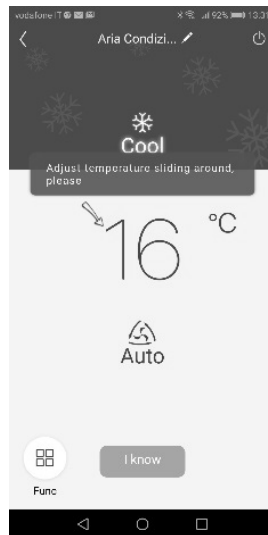 vodafone IT 92% 13:31
Aria Condizi...
Cool
Adjust temperature sliding around,
please
16 °C
Auto
I know
Func